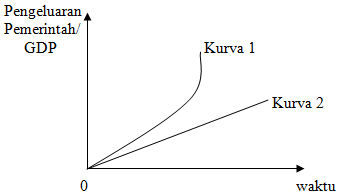 Pengeluaran
Pemerintah/
GDP
Kurva 1
Kurva 2
0
waktu